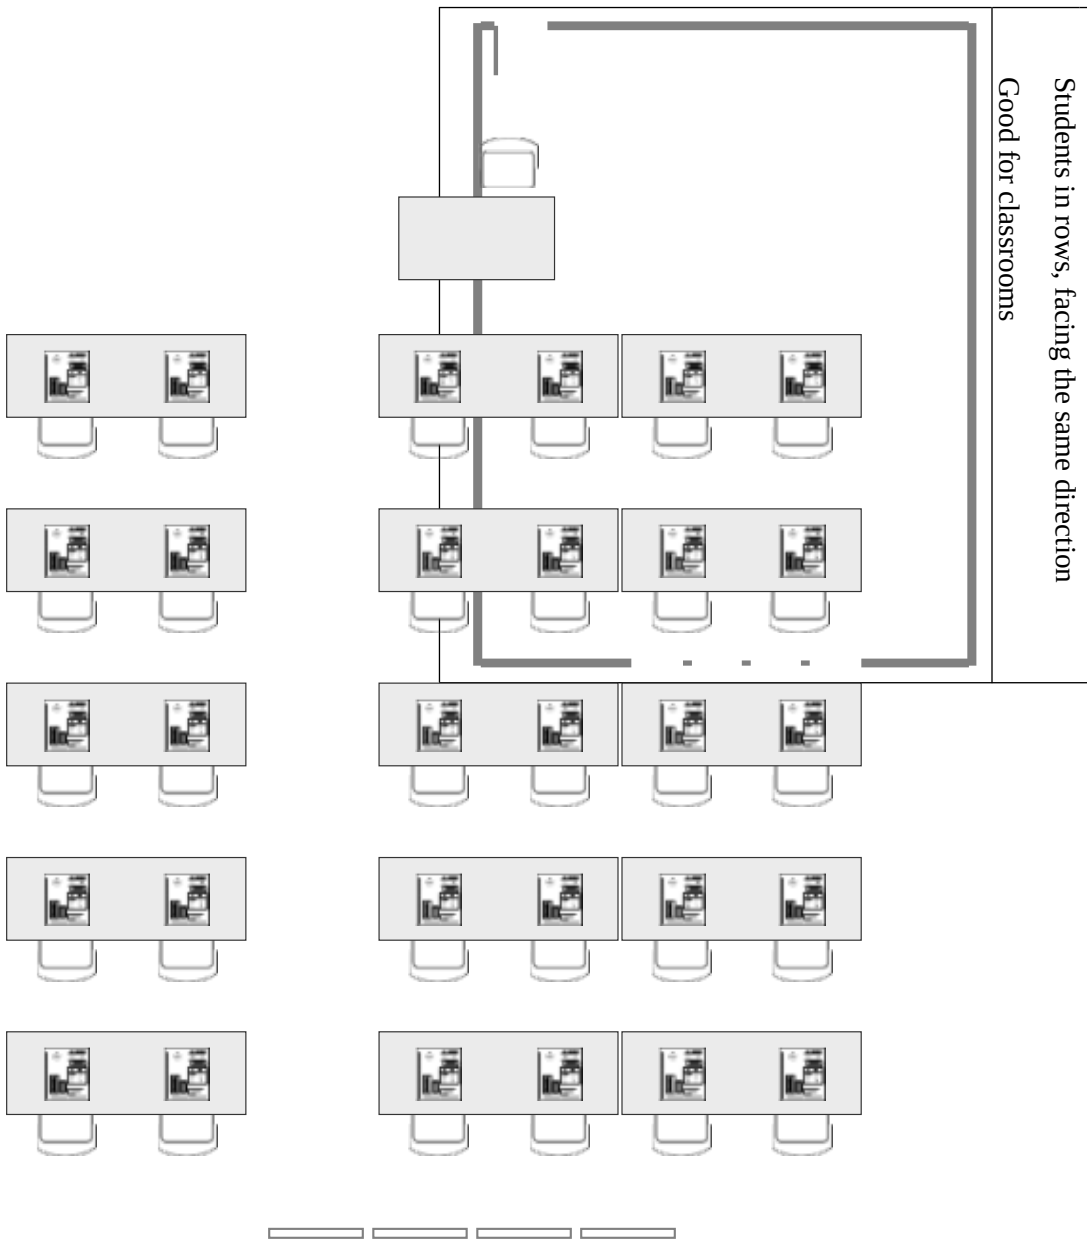 Students in rows, facing the same direction
Good for classrooms